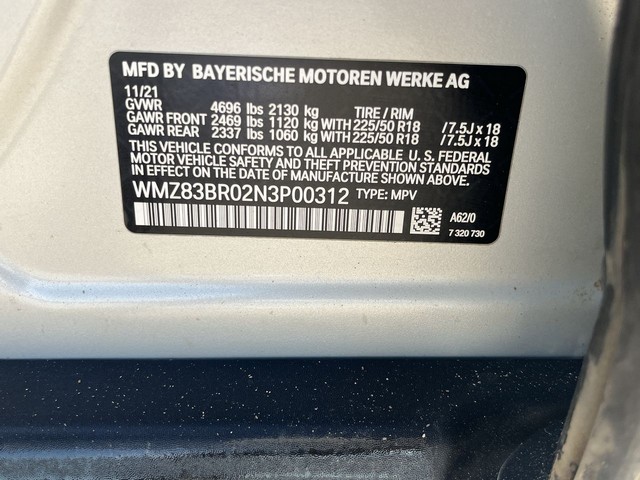 MFD BY BAYERISCHE MOTOREN WERKE AG
11/21
GVWR 4696 lbs 2130 kg TIRE / RIM
GAWR FRONT 2469 lbs 1120 kg WITH 225/50 R18 / 7.5J x 18
GAWR REAR 2337 lbs 1060 kg WITH 225/50 R18 / 7.5J x 18
THIS VEHICLE CONFORMS TO ALL APPLICABLE U. S. FEDERAL
MOTOR VEHICLE SAFETY AND THEFT PREVENTION STANDARDS
IN EFFECT ON DATE OF MANUFACTURE SHOWN ABOVE.
WMZ83BR02N3P00312 TYPE: MPV
A62/0
7 320 730